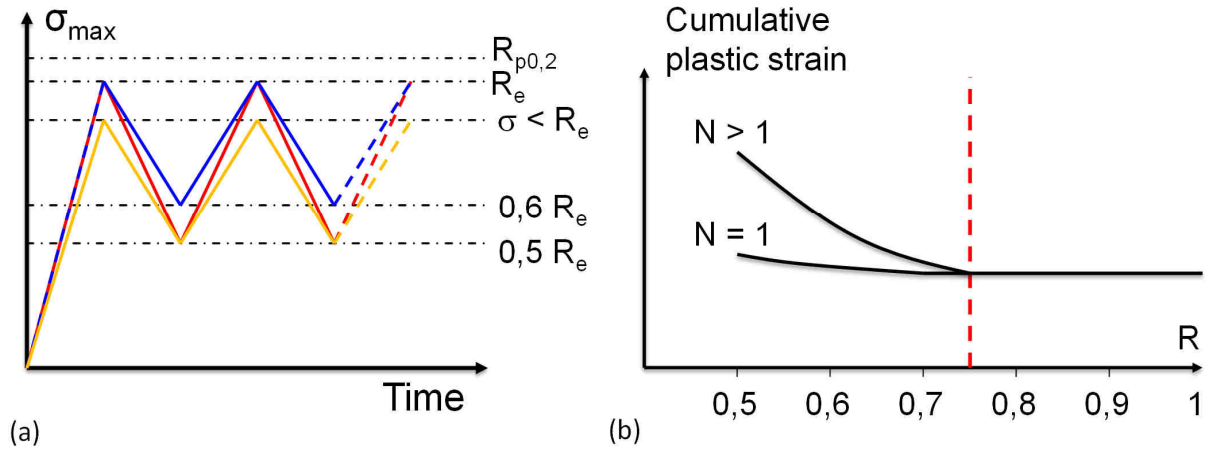 σmax
Rp0,2
Re
σ < Re
0,6 Re
0,5 Re
Time
(a)
Cumulative
plastic strain
N > 1
N = 1
R
0,5 0,6 0,7 0,8 0,9 1
(b)